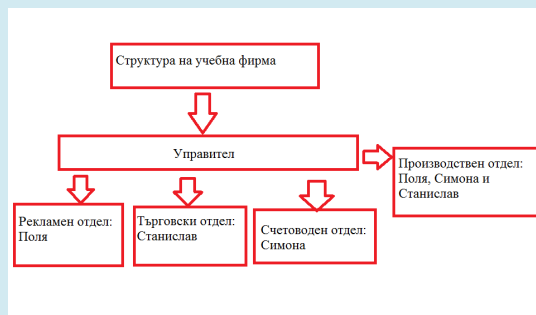 Структура на учебна фирма
Управител
Производствен отдел:
Поля, Симона и
Станислав
Рекламен отдел:
Поля
Търговски отдел:
Станислав
Счетоводен отдел:
Симона